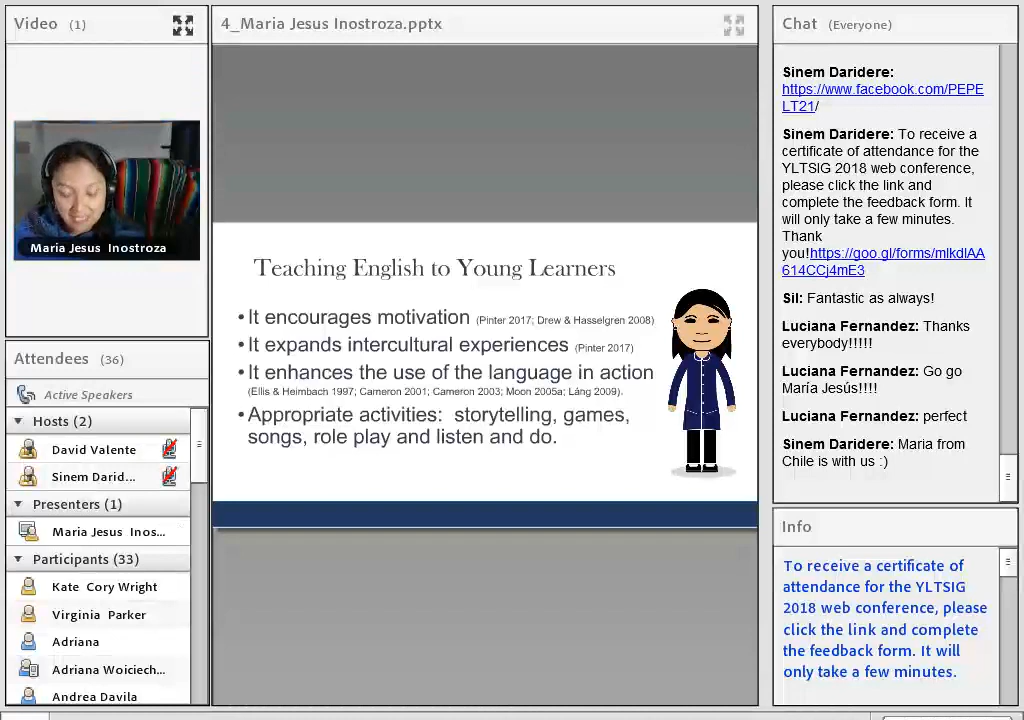 Video (1)
Maria Jesus Inostroza
Attendees (36)
Active Speakers
Hosts (2)
David Valente
Sinem Darid...
Presenters (1)
Maria Jesus Inos...
Participants (33)
Kate Cory Wright
Virginia Parker
Adriana
Adriana Woiciech...
Andrea Davila
4_Maria Jesus Inostroza.pptx
Teaching English to Young Learners
•It encourages motivation (Pinter 2017; Drew & Hasselgren 2008)
•It expands intercultural experiences (Pinter 2017)
•It enhances the use of the language in action
(Ellis & Heimbach 1997; Cameron 2001; Cameron 2003; Moon 2005a; Láng 2009).
•Appropriate activities: storytelling, games,
songs, role play and listen and do.
Chat (Everyone)
Sinem Daridere:
https://www.facebook.com/PEPE
LT21/
Sinem Daridere: To receive a
certificate of attendance for the
YLTSIG 2018 web conference,
please click the link and
complete the feedback form. It
will only take a few minutes.
Thank
you!https://goo.gl/forms/mlkdlAA
614CCj4mE3
Sil: Fantastic as always!
Luciana Fernandez: Thanks
everybody!!!!!
Luciana Fernandez: Go go
María Jesús!!!!
Luciana Fernandez: perfect
Sinem Daridere: Maria from
Chile is with us :)
Info
To receive a certificate of
attendance for the YLTSIG
2018 web conference, please
click the link and complete
the feedback form. It will
only take a few minutes.